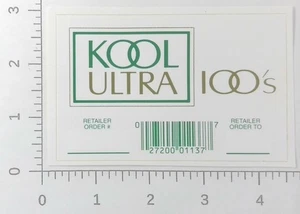 KOOL
ULTRA 100's
RETAILER
ORDER #
RETAILER
ORDER TO
0 27200 01137 7
0 1 2 3 4
0 1 2 3